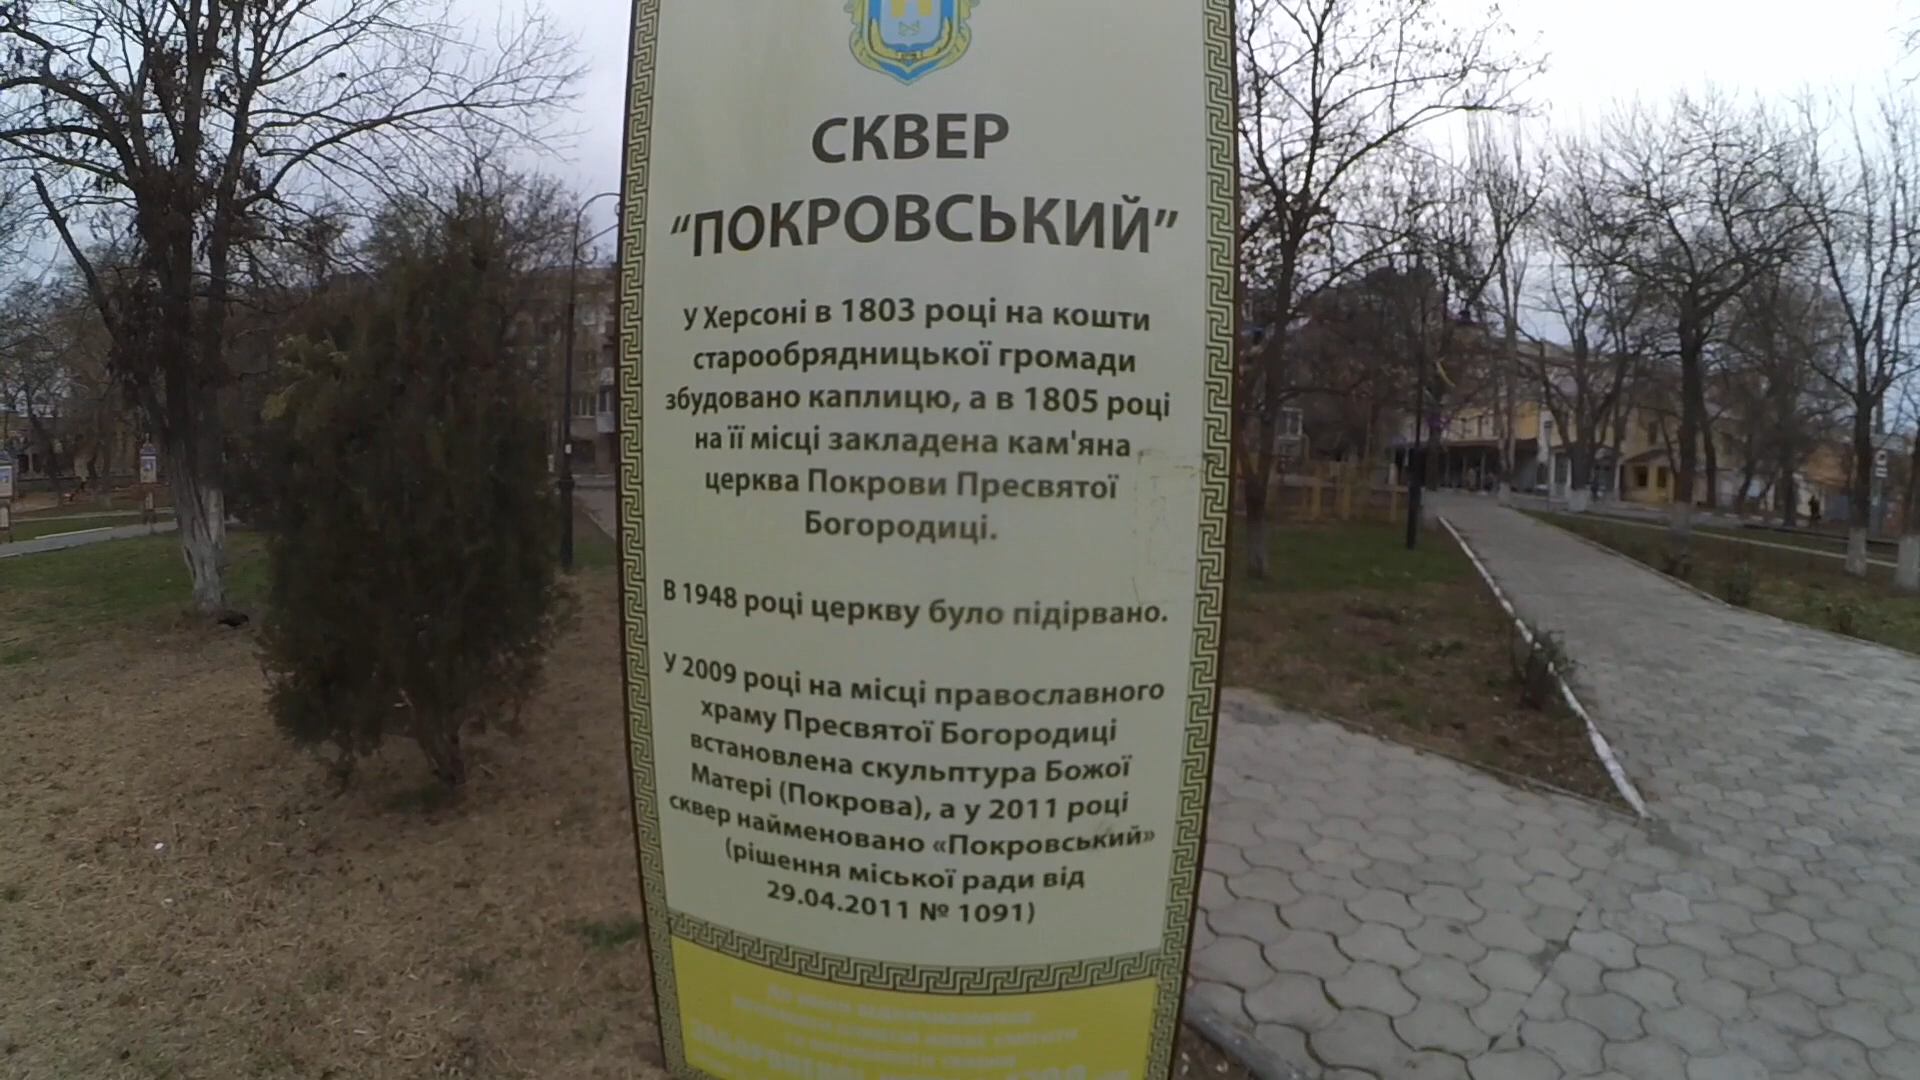 СКВЕР
“ПОКРОВСЬКИЙ”
У Херсоні в 1803 році на кошти
старообрядницької громади
збудовано каплицю, а в 1805 році
на її місці закладена кам'яна
церква Покрови Пресвятої
Богородиці.
В 1948 році церкву було підірвано.
У 2009 році на місці православного
храму Пресвятої Богородиці
встановлена скульптура Божої
Матері (Покрова), а у 2011 році
сквер найменовано «Покровський»
(рішення міської ради від
29.04.2011 № 1091)